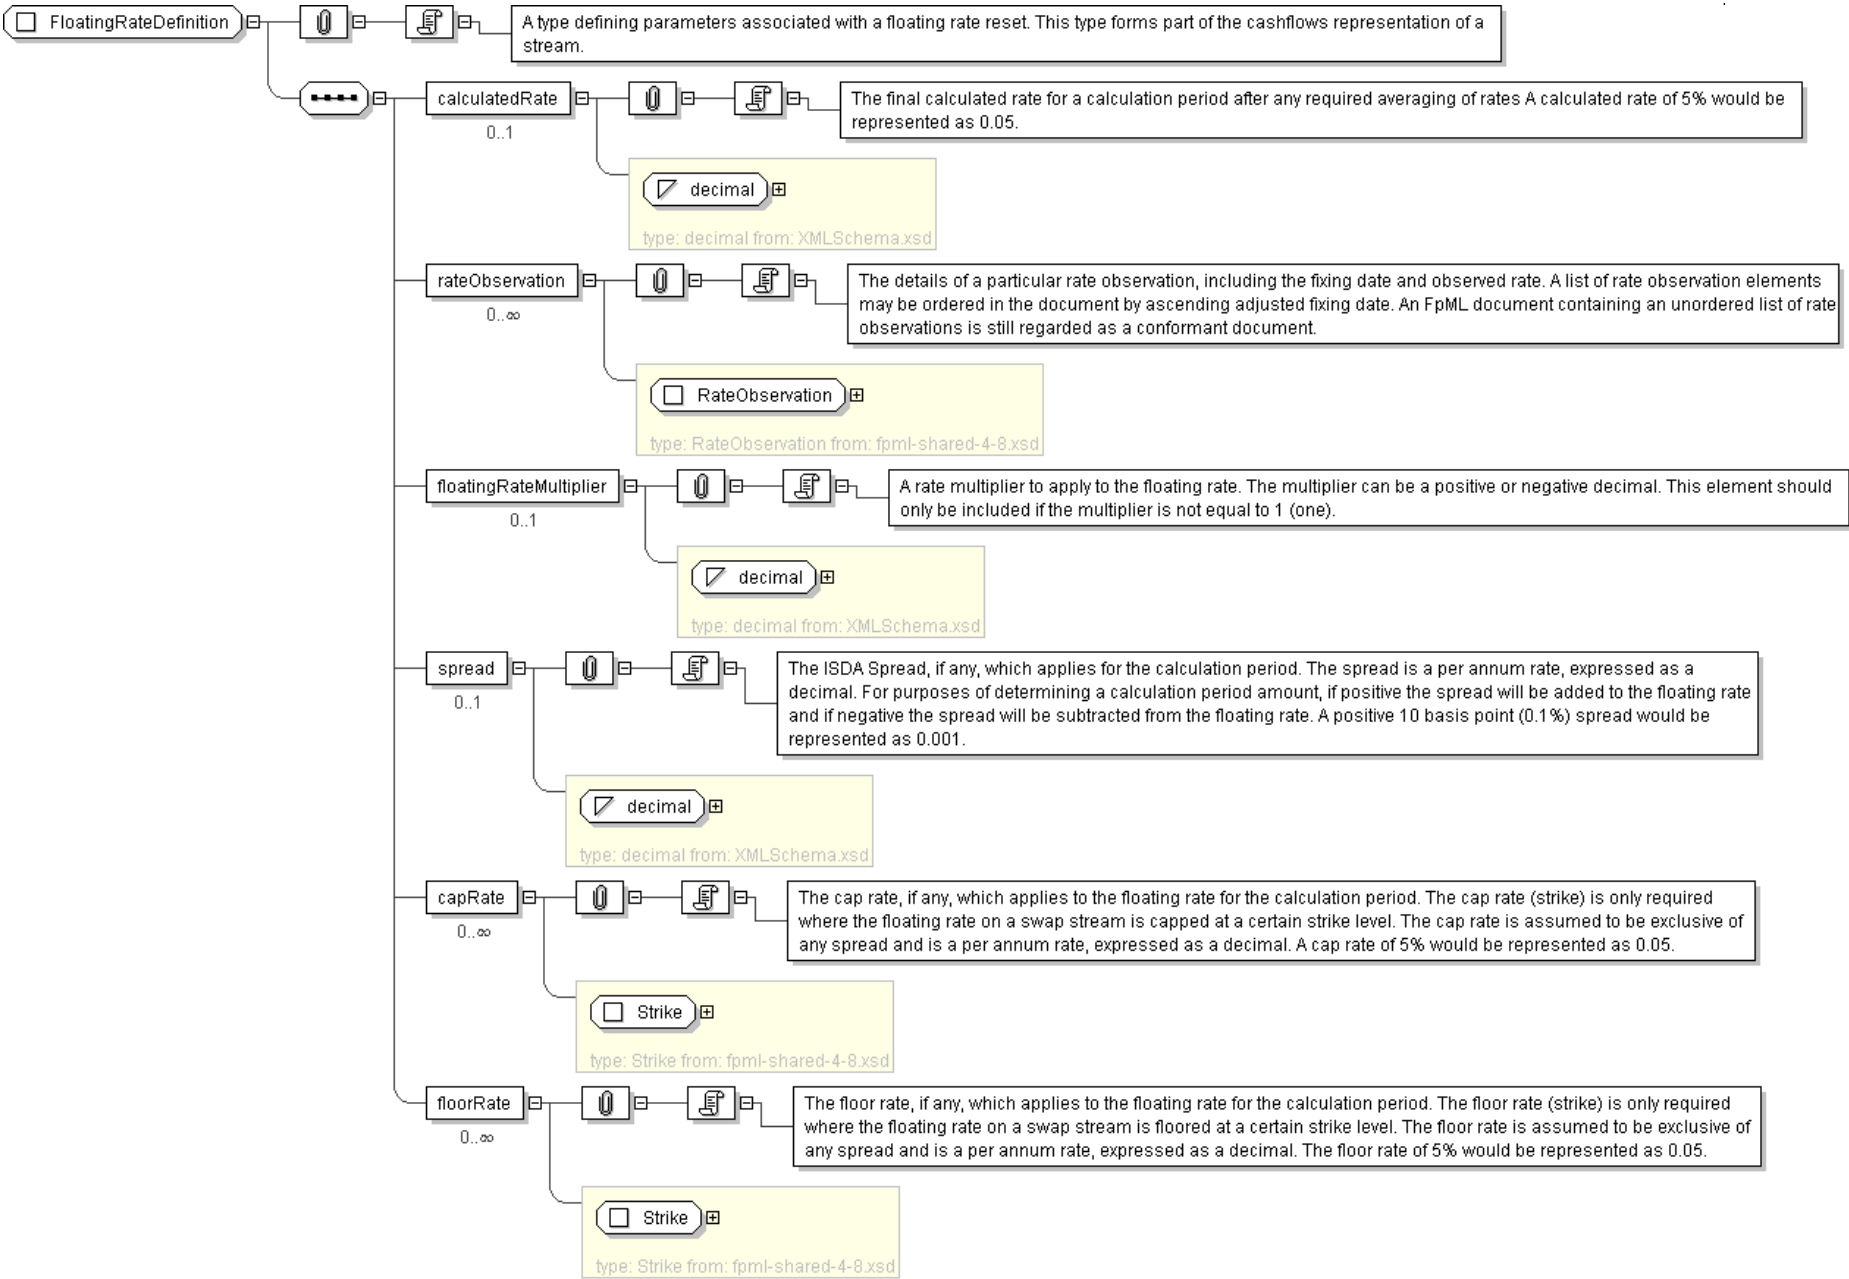 FloatingRateDefinition
A type defining parameters associated with a floating rate reset. This type forms part of the cashflows representation of a
stream.
calculatedRate
0..1
The final calculated rate for a calculation period after any required averaging of rates A calculated rate of 5% would be
represented as 0.05.
decimal
type: decimal from: XMLSchema.xsd
rateObservation
0..∞
The details of a particular rate observation, including the fixing date and observed rate. A list of rate observation elements
may be ordered in the document by ascending adjusted fixing date. An FpML document containing an unordered list of rate
observations is still regarded as a conformant document.
RateObservation
type: RateObservation from: fpml-shared-4-8.xsd
floatingRateMultiplier
0..1
A rate multiplier to apply to the floating rate. The multiplier can be a positive or negative decimal. This element should
only be included if the multiplier is not equal to 1 (one).
decimal
type: decimal from: XMLSchema.xsd
spread
0..1
The ISDA Spread, if any, which applies for the calculation period. The spread is a per annum rate, expressed as a
decimal. For purposes of determining a calculation period amount, if positive the spread will be added to the floating rate
and if negative the spread will be subtracted from the floating rate. A positive 10 basis point (0.1%) spread would be
represented as 0.001.
decimal
type: decimal from: XMLSchema.xsd
capRate
0..∞
The cap rate, if any, which applies to the floating rate for the calculation period. The cap rate (strike) is only required
where the floating rate on a swap stream is capped at a certain strike level. The cap rate is assumed to be exclusive of
any spread and is a per annum rate, expressed as a decimal. A cap rate of 5% would be represented as 0.05.
Strike
type: Strike from: fpml-shared-4-8.xsd
floorRate
0..∞
The floor rate, if any, which applies to the floating rate for the calculation period. The floor rate (strike) is only required
where the floating rate on a swap stream is floored at a certain strike level. The floor rate is assumed to be exclusive of
any spread and is a per annum rate, expressed as a decimal. The floor rate of 5% would be represented as 0.05.
Strike
type: Strike from: fpml-shared-4-8.xsd